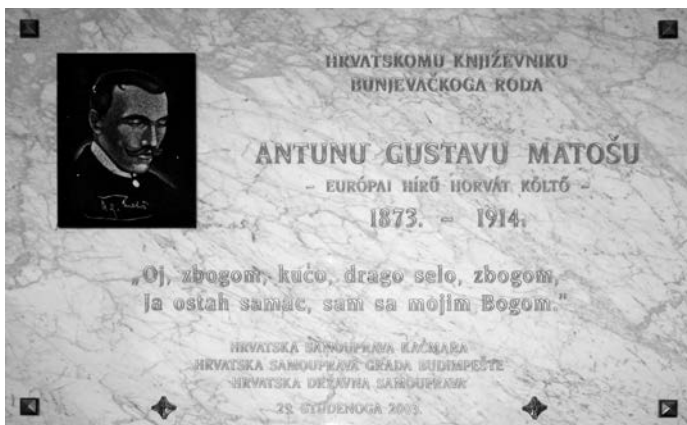 HRVATSKOMU KNJIŽEVNIKU
BUNJEVAČKOGA RODA
ANTUNU GUSTAVU MATOŠU
- EURÓPAI HÍRŰ HORVÁT KÖLTŐ -
1873. - 1914.
„Oj, zbogom, kućo, drago selo, zbogom,
ja ostah samac, sam sa mojim Bogom.”
HRVATSKA SAMOUPRAVA KAČMARA
HRVATSKA SAMOUPRAVA GRADA BUDIMPEŠTE
HRVATSKA DRŽAVNA SAMOUPRAVA
29. STUDENOGA 2003.